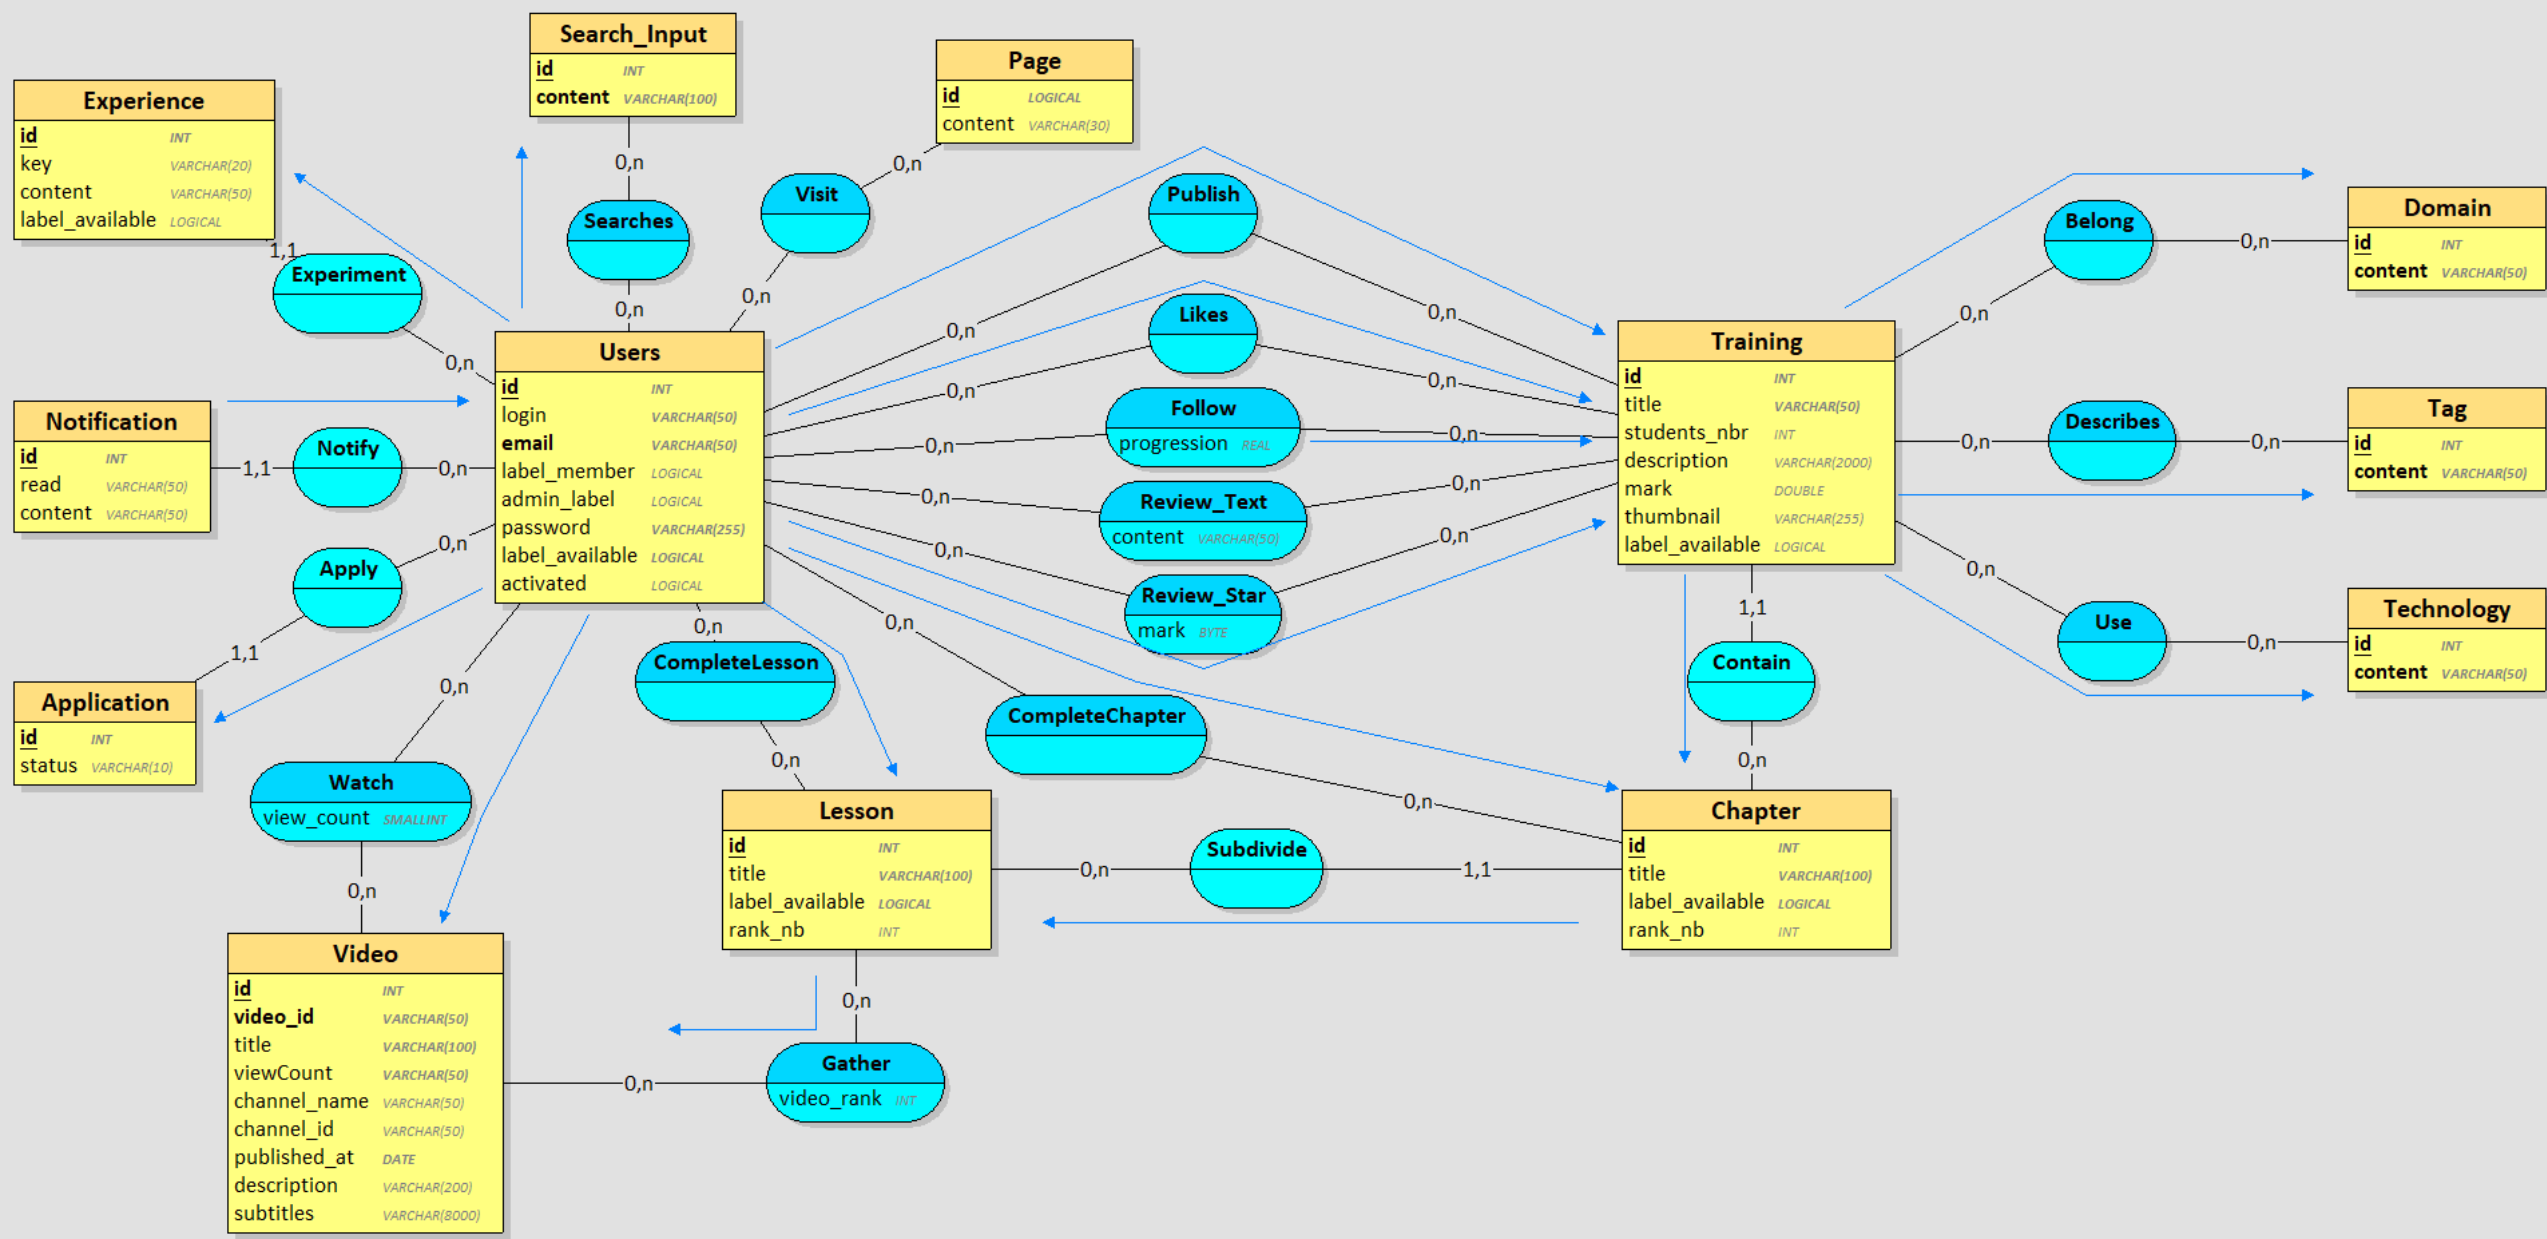 Search_Input
id INT
content VARCHAR(100)
Page
id LOGICAL
content VARCHAR(30)
Experience
id INT
key VARCHAR(20)
content VARCHAR(50)
label_available LOGICAL
1,1
Experiment
0,n
0,n
Searches
0,n
0,n
Visit
0,n
Publish
0,n
0,n
Likes
0,n
0,n
Follow
progression REAL
0,n
0,n
Review_Text
content VARCHAR(50)
0,n
0,n
Review_Star
mark BYTE
0,n
0,n
Belong
0,n
0,n
Domain
id INT
content VARCHAR(50)
Users
id INT
login VARCHAR(50)
email VARCHAR(50)
label_member LOGICAL
admin_label LOGICAL
password VARCHAR(255)
label_available LOGICAL
activated LOGICAL
Training
id INT
title VARCHAR(50)
students_nbr INT
description VARCHAR(2000)
mark DOUBLE
thumbnail VARCHAR(255)
label_available LOGICAL
Notification
id INT
read VARCHAR(50)
content VARCHAR(50)
1,1
Notify
0,n
0,n
Describes
0,n
Tag
id INT
content VARCHAR(50)
0,n
Apply
1,1
Application
id INT
status VARCHAR(10)
0,n
Use
0,n
Technology
id INT
content VARCHAR(50)
0,n
Watch
view_count SMALLINT
0,n
0,n
CompleteLesson
0,n
0,n
CompleteChapter
0,n
1,1
Contain
0,n
Lesson
id INT
title VARCHAR(100)
label_available LOGICAL
rank_nb INT
0,n
Subdivide
1,1
Chapter
id INT
title VARCHAR(100)
label_available LOGICAL
rank_nb INT
Video
id INT
video_id VARCHAR(50)
title VARCHAR(100)
viewCount VARCHAR(50)
channel_name VARCHAR(50)
channel_id VARCHAR(50)
published_at DATE
description VARCHAR(200)
subtitles VARCHAR(8000)
0,n
0,n
Gather
video_rank INT